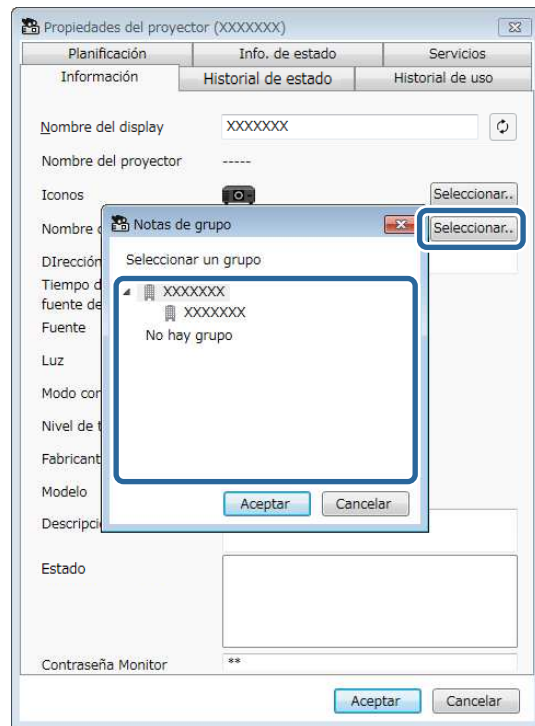 Propiedades del proyector (XXXXXXX)
Planificación Info. de estado Servicios
Información Historial de estado Historial de uso
Nombre del display XXXXXXX
Nombre del proyector -----
Iconos Seleccionar..
Nombre Seleccionar..
Notas de grupo
Seleccionar un grupo
XXXXXXX
XXXXXXX
No hay grupo
Aceptar Cancelar
DIrección
Tiempo d
fuente de
Fuente
Luz
Modo cor
Nivel de t
Fabricant
Modelo
Descripci
Estado
Contraseña Monitor **
Aceptar Cancelar